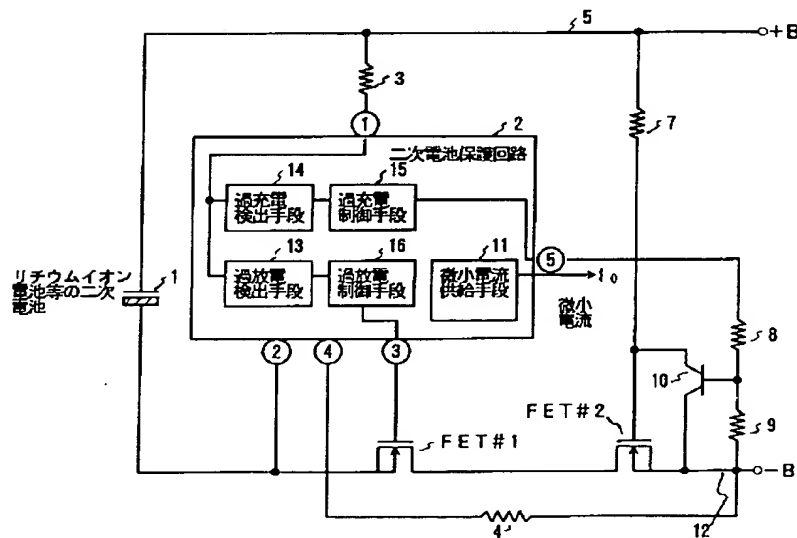 5
+B
3
7
①
2
二次電池保護回路
14
15
過充電
検出手段
過充電
制御手段
13
16
11
⑤
過放電
検出手段
過放電
制御手段
微小電流
供給手段
I₀
微小
電流
リチウムイオン
電池等の二次
電池
1
8
②
④
③
10
9
FET#1
FET#2
-B
4
12